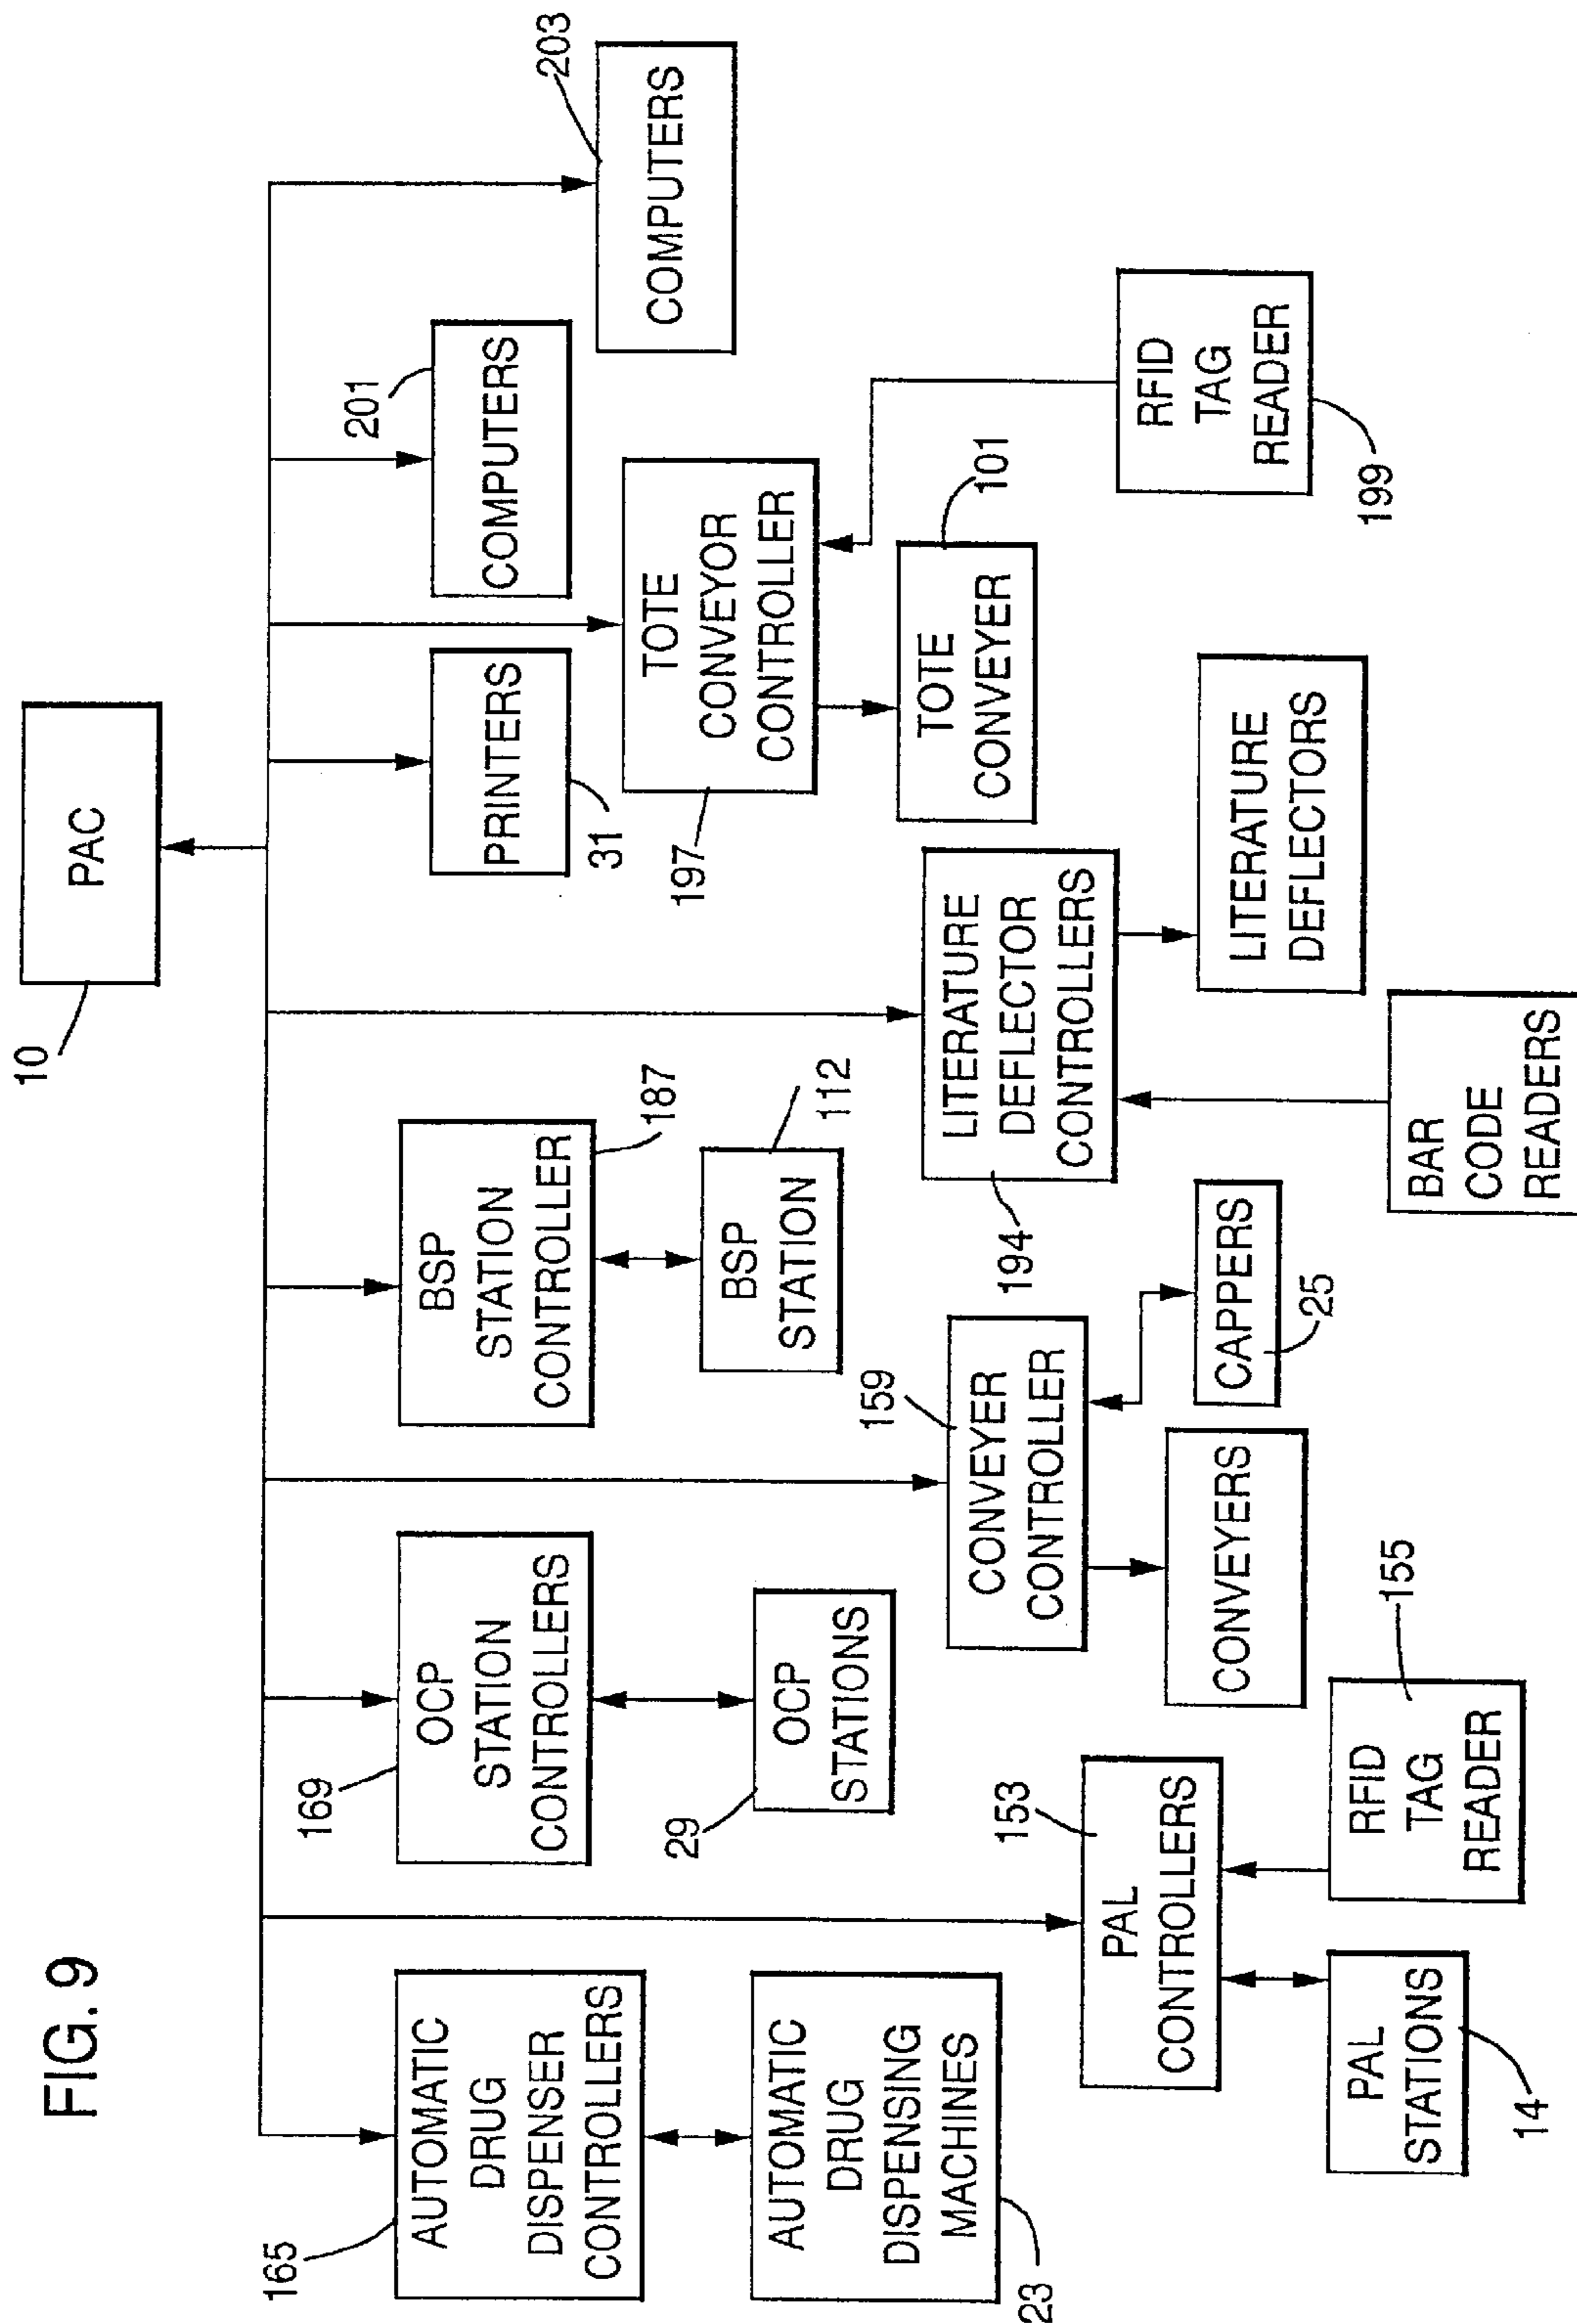 FIG. 9
10
PAC
165
AUTOMATIC
DRUG
DISPENSER
CONTROLLERS
AUTOMATIC
DRUG
DISPENSING
MACHINES
23
169
OCP
STATION
CONTROLLERS
29
OCP
STATIONS
BSP
STATION
CONTROLLER
187
BSP
STATION
112
PRINTERS
31
201
COMPUTERS
203
COMPUTERS
TOTE
CONVEYOR
CONTROLLER
197
TOTE
CONVEYER
101
RFID
TAG
READER
199
153
PAL
CONTROLLERS
PAL
STATIONS
14
RFID
TAG
READER
155
159
CONVEYER
CONTROLLER
CONVEYERS
CAPPERS
25
LITERATURE
DEFLECTOR
CONTROLLERS
194
LITERATURE
DEFLECTORS
BAR
CODE
READERS